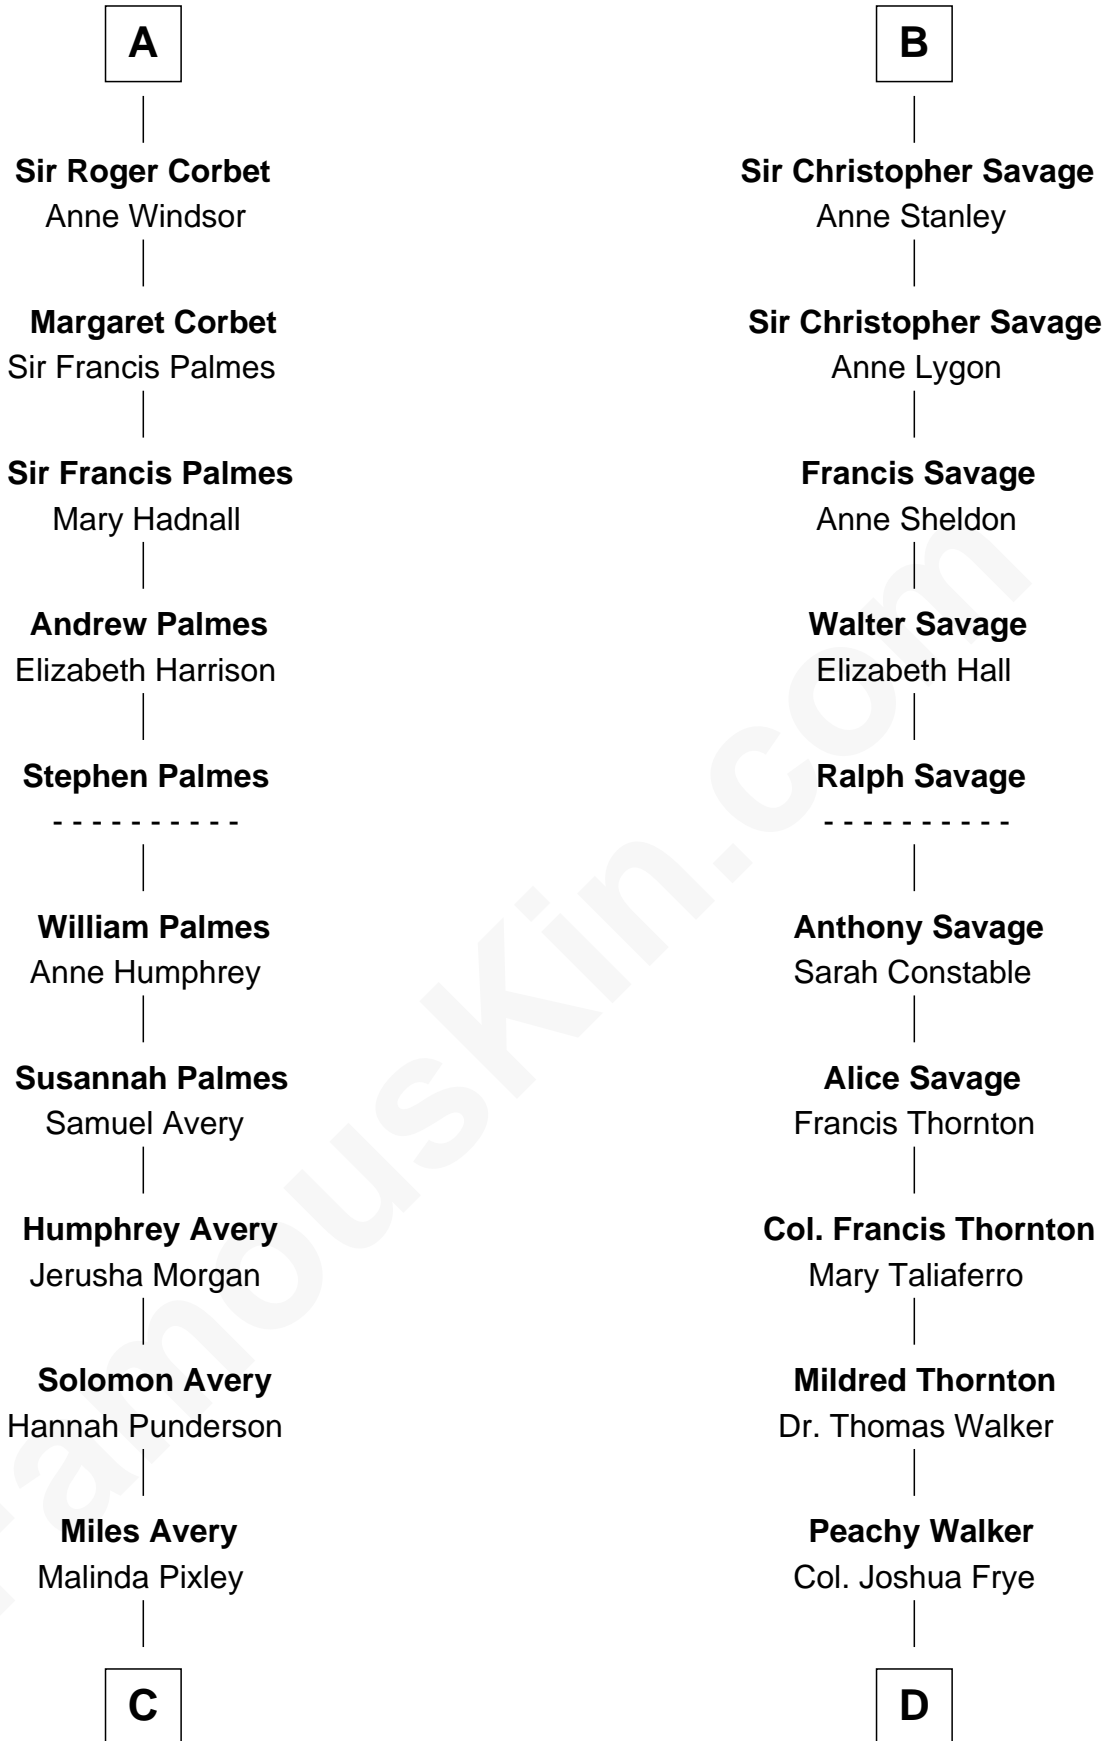 A
Sir Roger Corbet
Anne Windsor
Margaret Corbet
Sir Francis Palmes
Sir Francis Palmes
Mary Hadnall
Andrew Palmes
Elizabeth Harrison
Stephen Palmes
- - - - - - - - - -
William Palmes
Anne Humphrey
Susannah Palmes
Samuel Avery
Humphrey Avery
Jerusha Morgan
Solomon Avery
Hannah Punderson
Miles Avery
Malinda Pixley
C
B
Sir Christopher Savage
Anne Stanley
Sir Christopher Savage
Anne Lygon
Francis Savage
Anne Sheldon
Walter Savage
Elizabeth Hall
Ralph Savage
- - - - - - - - - -
Anthony Savage
Sarah Constable
Alice Savage
Francis Thornton
Col. Francis Thornton
Mary Taliaferro
Mildred Thornton
Dr. Thomas Walker
Peachy Walker
Col. Joshua Frye
D
FamousKin.com